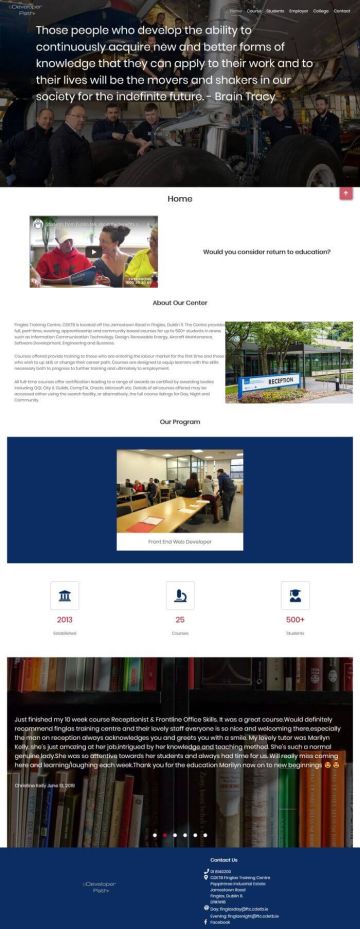 Developer
Path
Home Course Students Employer College Contact
Those people who develop the ability to
continuously acquire new and better forms of
knowledge that they can apply to their work and to
their lives will be the movers and shakers in our
society for the indefinite future. - Brain Tracy
Home
Would you consider return to education?
About Our Center
Finglas Training Centre, CDETB is located off the Jamestown Road in Finglas, Dublin 11. The Centre provides
full, part-time, evening, apprenticeship and community based courses for up to 500+ students in areas
such as Information Communication Technology, Design, Renewable Energy, Aircraft Maintenance,
Software Development, Engineering and Business.
Courses offered provide training to those who are entering the labour market for the first time and those
who wish to up skill or change their career path. Courses are designed to equip learners with the skills
necessary both to progress to further training and ultimately to employment.
All full-time courses offer certification leading to a range of awards as certified by awarding bodies
including QQI, City & Guilds, CompTIA, Oracle, Microsoft etc. Details of all courses offered may be
accessed either using the search facility, or alternatively, the full course listings for Day, Night and
Community.
RECEPTION
Our Program
Front End Web Developer
2013 25 500+
Established Courses Students
Just finished my 10 week course Receptionist & Frontline Office Skills. It was a great course.Would definitely
recommend finglas training centre and their lovely staff everyone is so nice and welcoming there,especially
the man on reception always acknowledges you and greets you with a smile. My lovely tutor was Marilyn
Kelly. she's just amazing at her job,intrigued by her knowledge and teaching method. She's such a normal
genuine lady.She was so attentive towards her students and always had time for us. Will really miss coming
here and learning/laughing each week.Thank you for the education Marilyn now on to new beginnings
Christina Kelly June 13, 2019
Developer
Path
Contact Us
CDETB Finglas Training Centre
Poppintree Industrial Estate
Jamestown Road
Finglas, Dublin 11.
Day: finglasday@ftc.cdetb.ie
Evening: finglasnight@ftc.cdetb.ie
Facebook